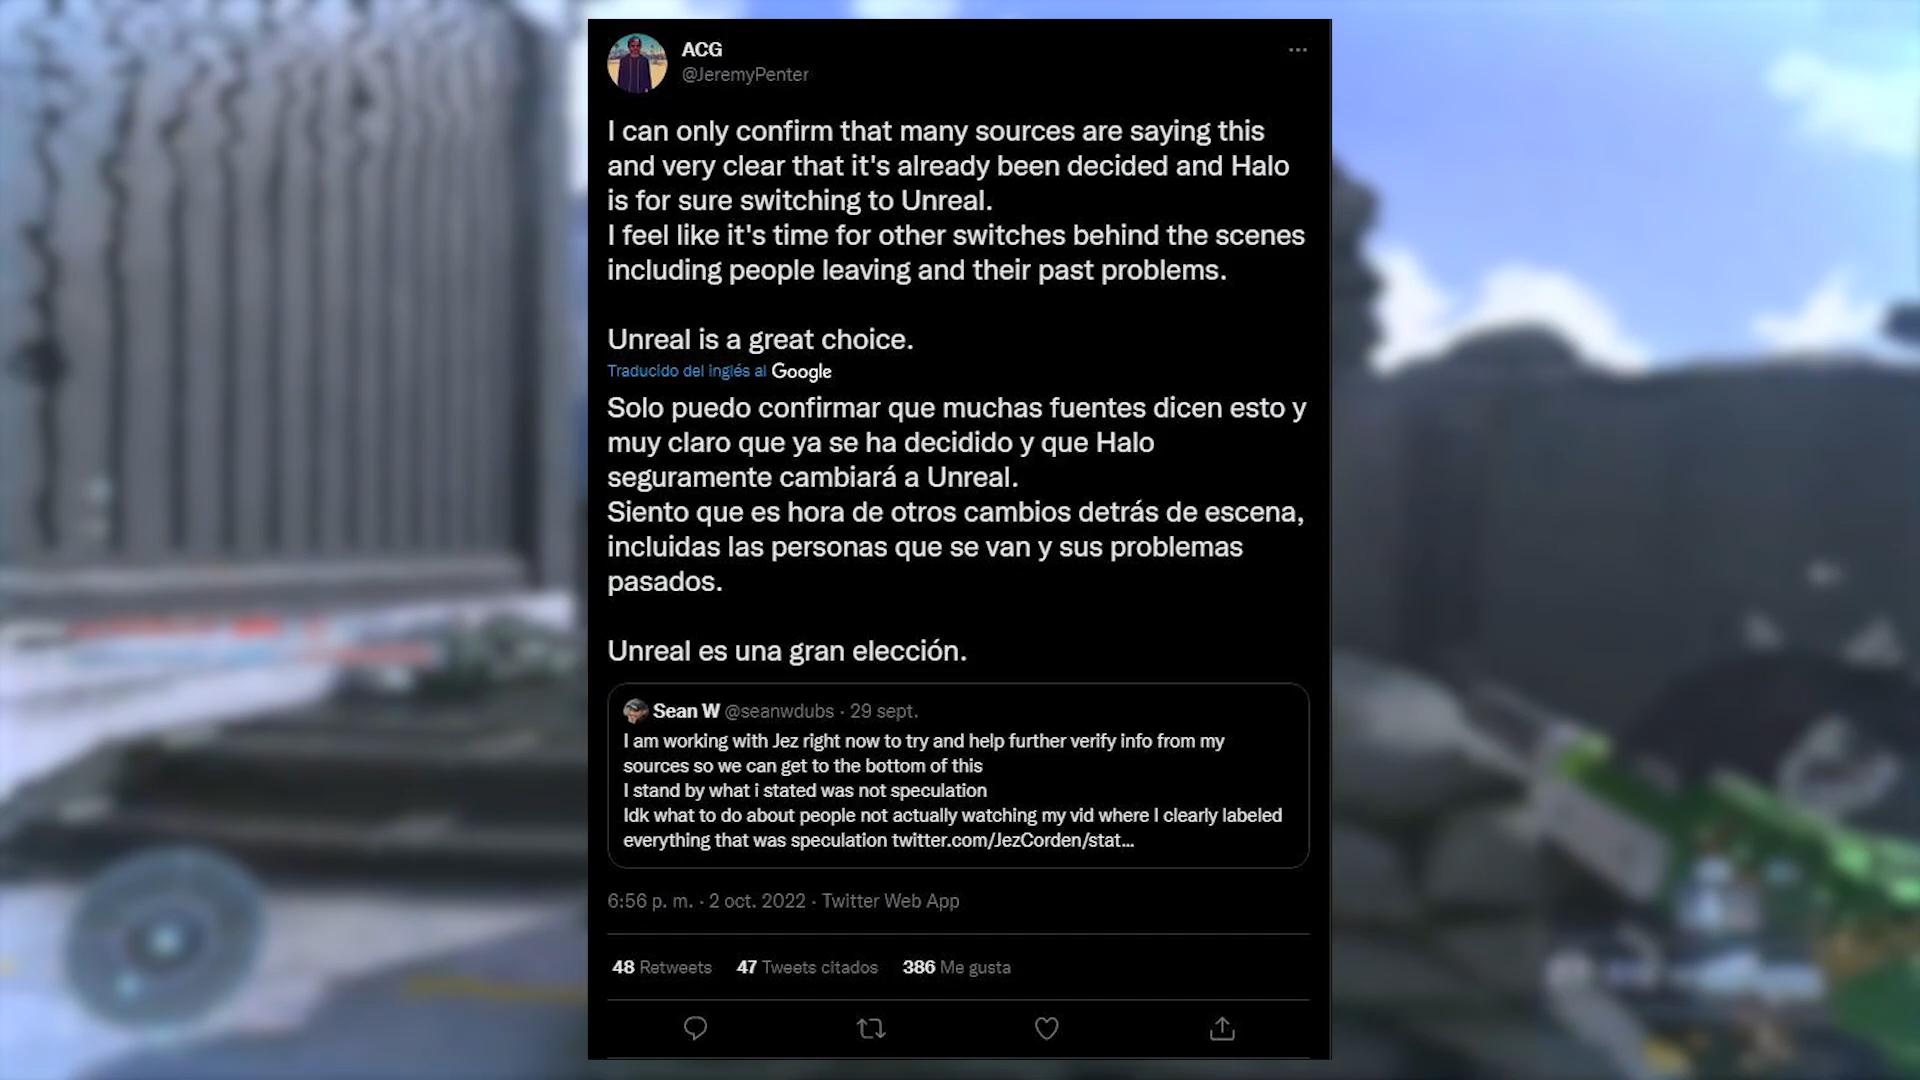 ACG
@JeremyPenter
I can only confirm that many sources are saying this
and very clear that it's already been decided and Halo
is for sure switching to Unreal.
I feel like it's time for other switches behind the scenes
including people leaving and their past problems.
Unreal is a great choice.
Traducido del inglés al Google
Solo puedo confirmar que muchas fuentes dicen esto y
muy claro que ya se ha decidido y que Halo
seguramente cambiará a Unreal.
Siento que es hora de otros cambios detrás de escena,
incluidas las personas que se van y sus problemas
pasados.
Unreal es una gran elección.
Sean W @seanwdubs · 29 sept.
I am working with Jez right now to try and help further verify info from my
sources so we can get to the bottom of this
I stand by what i stated was not speculation
Idk what to do about people not actually watching my vid where I clearly labeled
everything that was speculation twitter.com/JezCorden/stat...
6:56 p. m. · 2 oct. 2022 · Twitter Web App
48 Retweets 47 Tweets citados 386 Me gusta